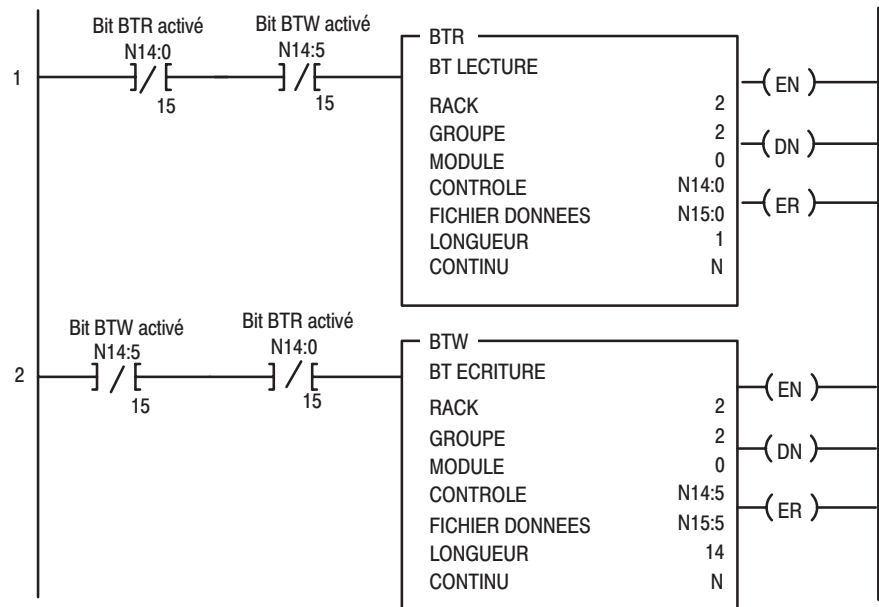 Bit BTR activé
N14:0
15
Bit BTW activé
N14:5
15
1
BTR
BT LECTURE
RACK 2
GROUPE 2
MODULE 0
CONTROLE N14:0
FICHIER DONNEES N15:0
LONGUEUR 1
CONTINU N
EN
DN
ER
Bit BTW activé
N14:5
15
Bit BTR activé
N14:0
15
2
BTW
BT ECRITURE
RACK 2
GROUPE 2
MODULE 0
CONTROLE N14:5
FICHIER DONNEES N15:5
LONGUEUR 14
CONTINU N
EN
DN
ER